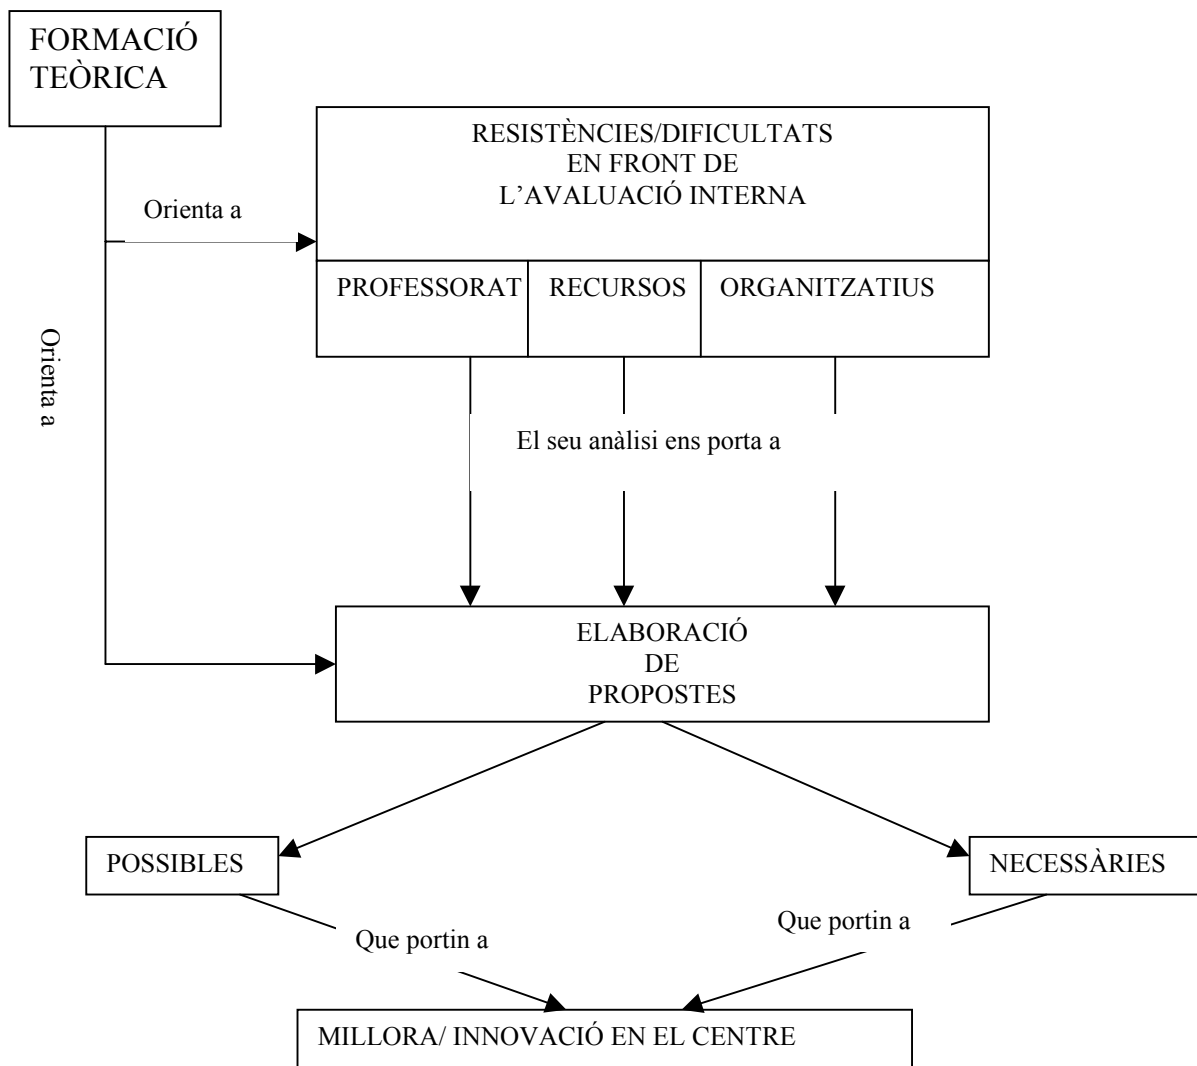 FORMACIÓ
TEÒRICA
RESISTÈNCIES/DIFICULTATS
EN FRONT DE
L’AVALUACIÓ INTERNA
Orienta a
PROFESSORAT
RECURSOS
ORGANITZATIUS
Orienta a
El seu anàlisi ens porta a
ELABORACIÓ
DE
PROPOSTES
POSSIBLES
NECESSÀRIES
Que portin a
Que portin a
MILLORA/ INNOVACIÓ EN EL CENTRE